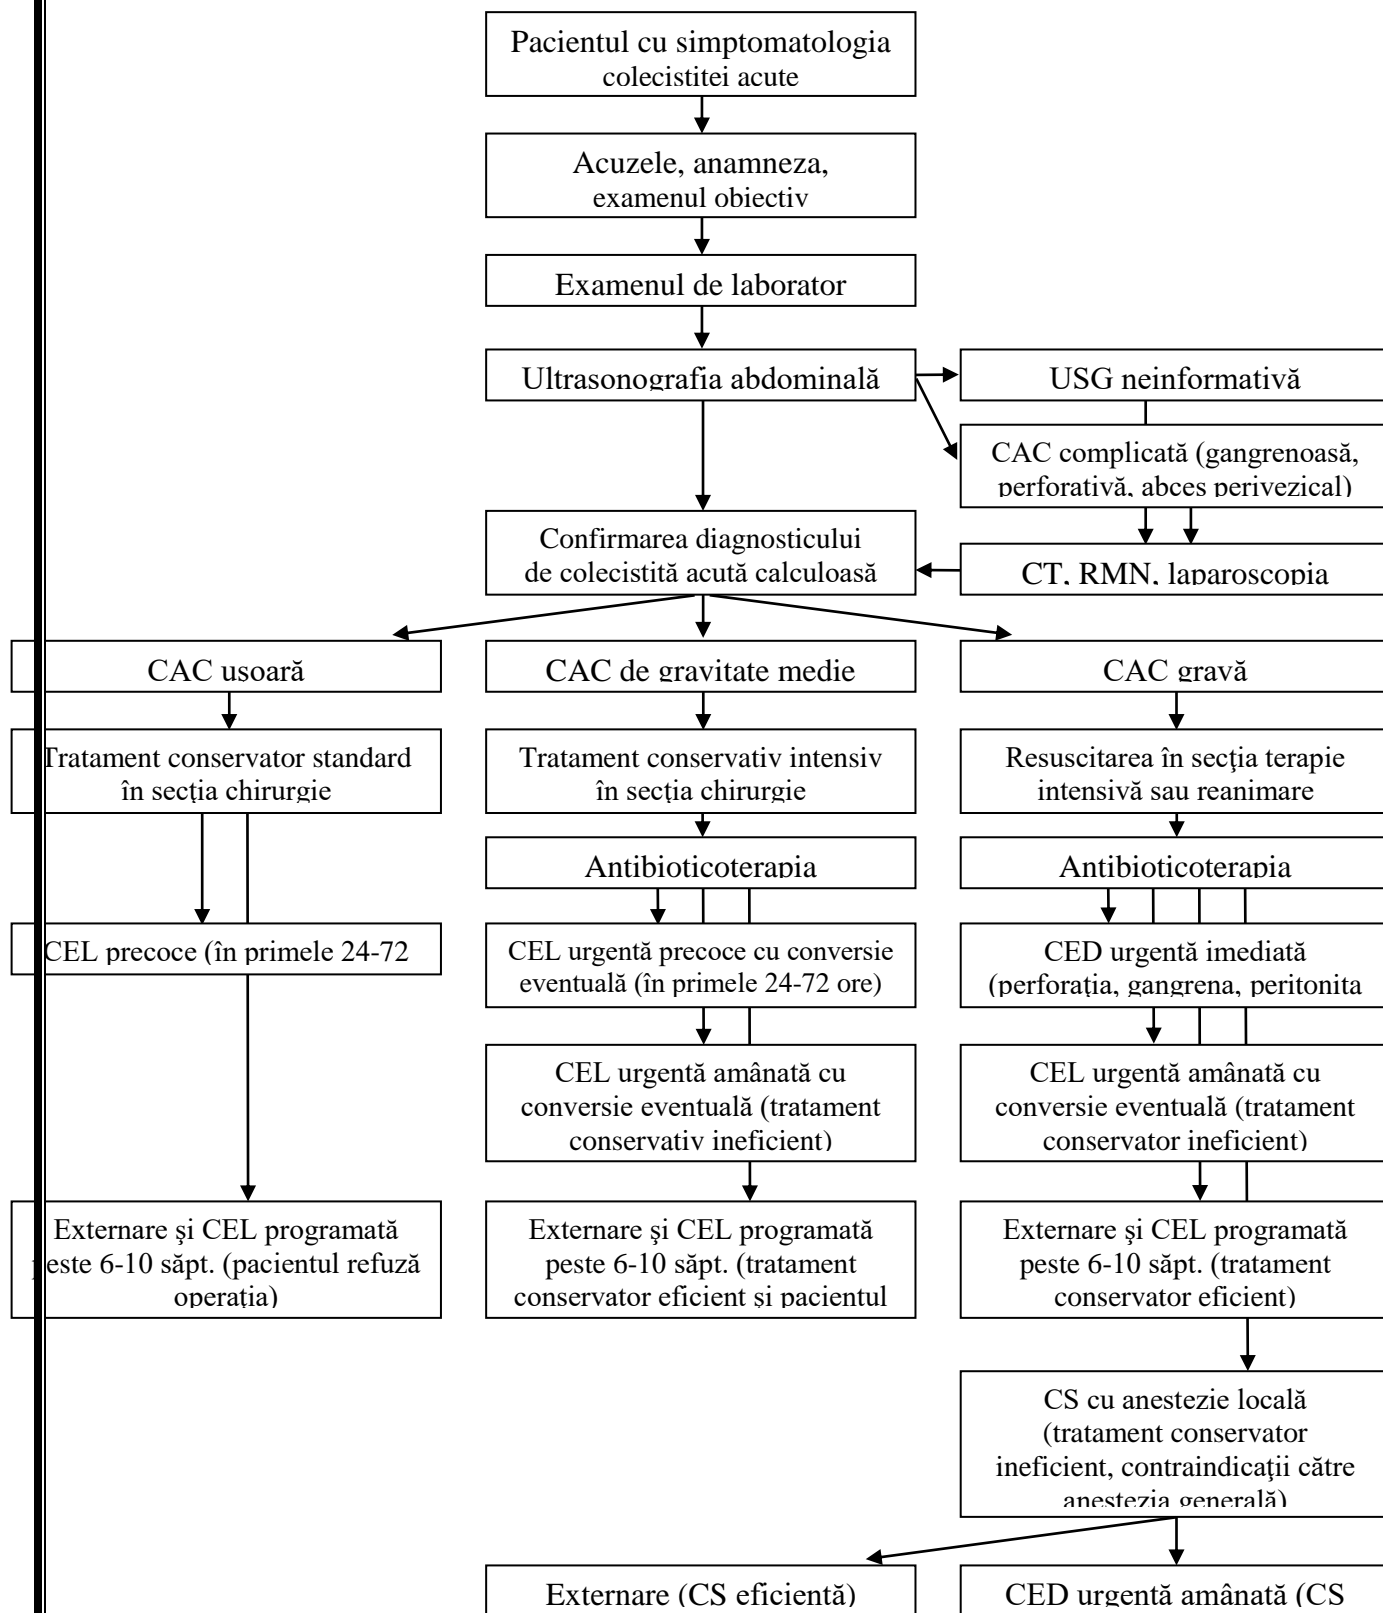 Pacientul cu simptomatologia
colecistitei acute
Acuzele, anamneza,
examenul obiectiv
Examenul de laborator
Ultrasonografia abdominală
USG neinformativă
CAC complicată (gangrenoasă,
perforativă, abces perivezical)
Confirmarea diagnosticului
de colecistită acută calculoasă
CT, RMN, laparoscopia
CAC usoară
CAC de gravitate medie
CAC gravă
Tratament conservator standard
în secția chirurgie
Tratament conservativ intensiv
în secția chirurgie
Resuscitarea în secţia terapie
intensivă sau reanimare
Antibioticoterapia
Antibioticoterapia
CEL precoce (în primele 24-72
CEL urgentă precoce cu conversie
eventuală (în primele 24-72 ore)
CED urgentă imediată
(perforaţia, gangrena, peritonita
CEL urgentă amânată cu
conversie eventuală (tratament
conservativ ineficient)
CEL urgentă amânată cu
conversie eventuală (tratament
conservator ineficient)
Externare şi CEL programată
peste 6-10 săpt. (pacientul refuză
operația)
Externare şi CEL programată
peste 6-10 săpt. (tratament
conservator eficient și pacientul
Externare şi CEL programată
peste 6-10 săpt. (tratament
conservator eficient)
CS cu anestezie locală
(tratament conservator
ineficient, contraindicaţii către
anestezia generală)
Externare (CS eficientă)
CED urgentă amânată (CS